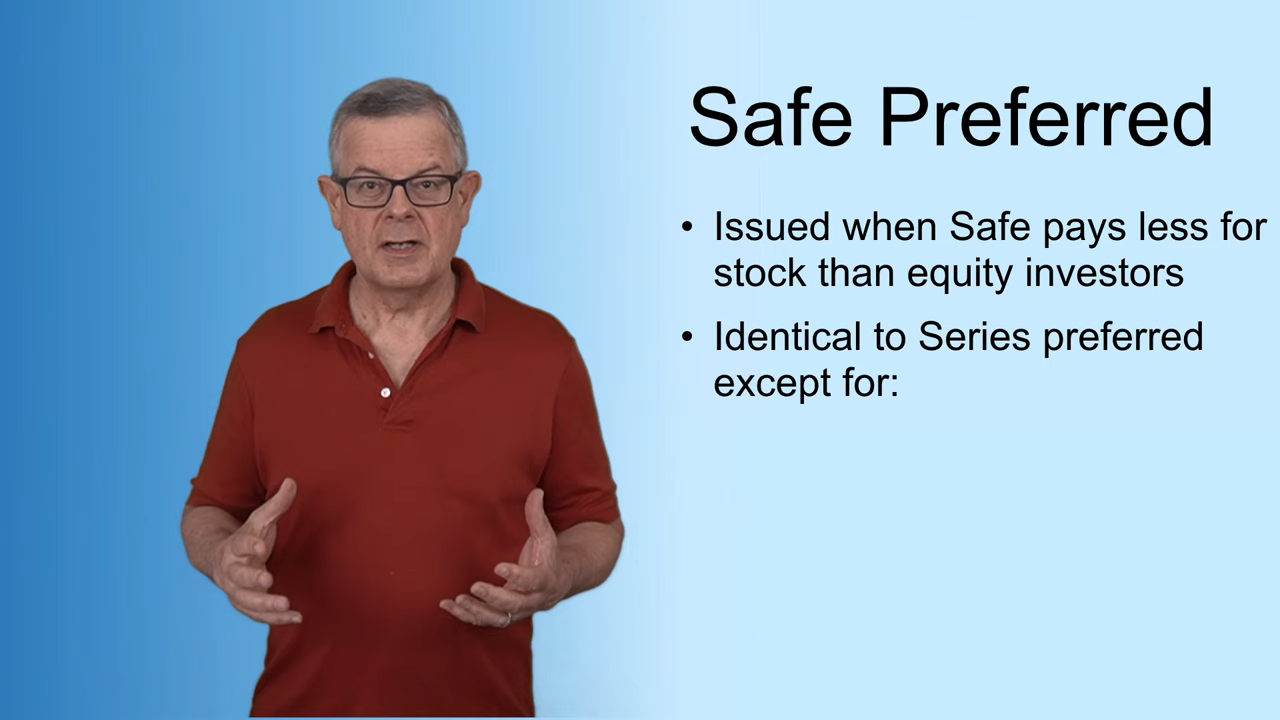 Safe Preferred
• Issued when Safe pays less for
stock than equity investors
• Identical to Series preferred
except for: